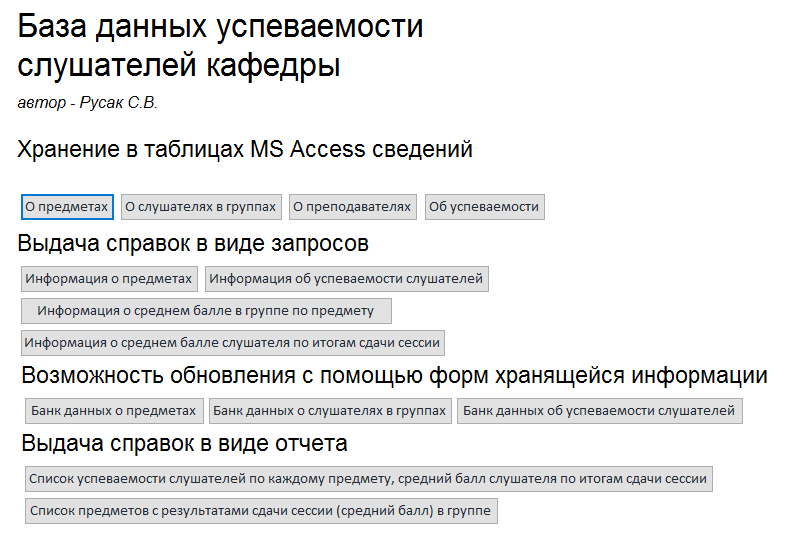 База данных успеваемости
слушателей кафедры
автор - Русак С.В.
Хранение в таблицах MS Access сведений
О предметах О слушателях в группах О преподавателях Об успеваемости
Выдача справок в виде запросов
Информация о предметах Информация об успеваемости слушателей
Информация о среднем балле в группе по предмету
Информация о среднем балле слушателя по итогам сдачи сессии
Возможность обновления с помощью форм хранящейся информации
Банк данных о предметах Банк данных о слушателях в группах Банк данных об успеваемости слушателей
Выдача справок в виде отчета
Список успеваемости слушателей по каждому предмету, средний балл слушателя по итогам сдачи сессии
Список предметов с результатами сдачи сессии (средний балл) в группе